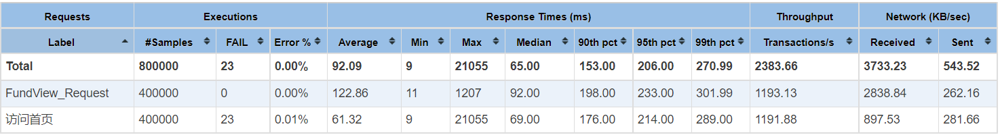 Requests Executions Response Times (ms) Throughput Network (KB/sec)
Label #Samples FAIL Error % Average Min Max Median 90th pct 95th pct 99th pct Transactions/s Received Sent
Total 800000 23 0.00% 92.09 9 21055 65.00 153.00 206.00 270.99 2383.66 3733.23 543.52
FundView_Request 400000 0 0.00% 122.86 11 1207 92.00 198.00 233.00 301.99 1193.13 2838.84 262.16
访问首页 400000 23 0.01% 61.32 9 21055 69.00 176.00 214.00 289.00 1191.88 897.53 281.66